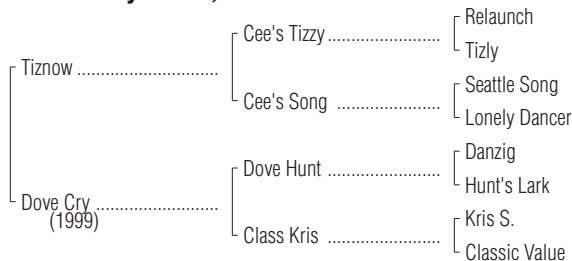 Relaunch
Cee's Tizzy
Tizly
Tiznow
Seattle Song
Cee's Song
Lonely Dancer
Danzig
Dove Hunt
Hunt's Lark
Dove Cry
(1999)
Kris S.
Class Kris
Classic Value